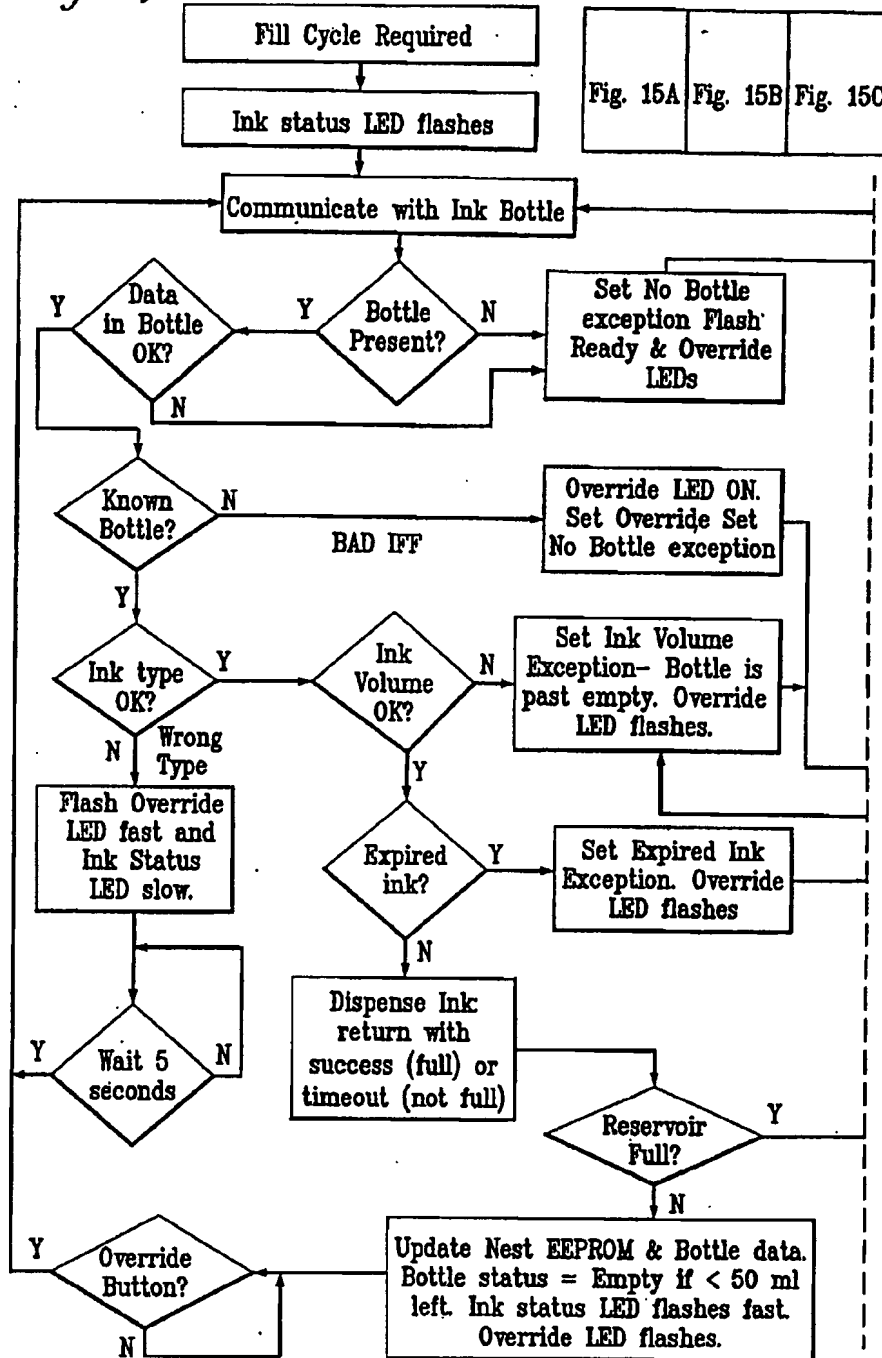 Fill Cycle Required
Fig. 15A
Fig. 15B
Fig. 15C
Ink status LED flashes
Communicate with Ink Bottle
Data
in Bottle
OK?
Y
N
Bottle
Present?
Y
N
Set No Bottle
exception Flash
Ready & Override
LEDs
Known
Bottle?
N
BAD IFF
Y
Override LED ON.
Set Override Set
No Bottle exception
Ink type
OK?
Y
N
Wrong
Type
Ink
Volume
OK?
N
Y
Set Ink Volume
Exception- Bottle is
past empty. Override
LED flashes.
Flash Override
LED fast and
Ink Status
LED slow.
Expired
ink?
Y
N
Set Expired Ink
Exception. Override
LED flashes
Wait 5
seconds
Y
N
Dispense Ink
return with
success (full) or
timeout (not full)
Reservoir
Full?
Y
N
Override
Button?
Y
N
Update Nest EEPROM & Bottle data.
Bottle status = Empty if < 50 ml
left. Ink status LED flashes fast.
Override LED flashes.